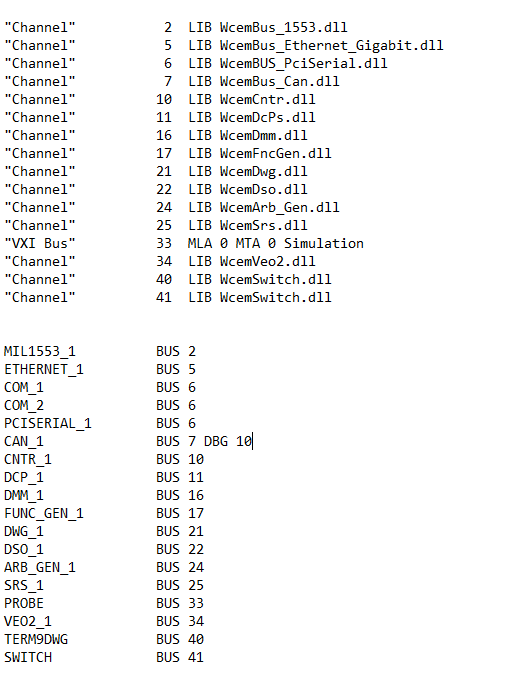 "Channel" 2 LIB WcemBus_1553.dll
"Channel" 5 LIB WcemBus_Ethernet_Gigabit.dll
"Channel" 6 LIB WcemBUS_PciSerial.dll
"Channel" 7 LIB WcemBus_Can.dll
"Channel" 10 LIB WcemCntr.dll
"Channel" 11 LIB WcemDcPs.dll
"Channel" 16 LIB WcemDmm.dll
"Channel" 17 LIB WcemFncGen.dll
"Channel" 21 LIB WcemDwg.dll
"Channel" 22 LIB WcemDso.dll
"Channel" 24 LIB WcemArb_Gen.dll
"Channel" 25 LIB WcemSrs.dll
"VXI Bus" 33 MLA 0 MTA 0 Simulation
"Channel" 34 LIB WcemVeo2.dll
"Channel" 40 LIB WcemSwitch.dll
"Channel" 41 LIB WcemSwitch.dll
MIL1553_1 BUS 2
ETHERNET_1 BUS 5
COM_1 BUS 6
COM_2 BUS 6
PCISERIAL_1 BUS 6
CAN_1 BUS 7 DBG 10
CNTR_1 BUS 10
DCP_1 BUS 11
DMM_1 BUS 16
FUNC_GEN_1 BUS 17
DWG_1 BUS 21
DSO_1 BUS 22
ARB_GEN_1 BUS 24
SRS_1 BUS 25
PROBE BUS 33
VEO2_1 BUS 34
TERM9DWG BUS 40
SWITCH BUS 41